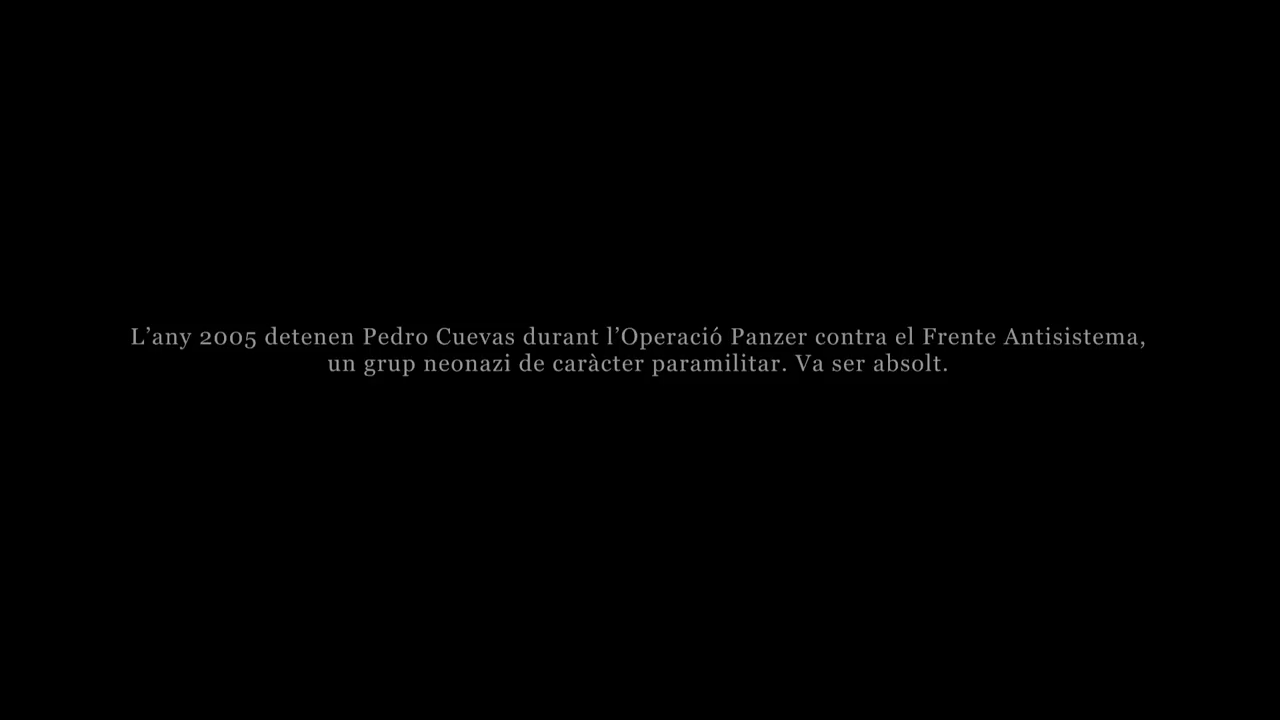 L’any 2005 detenen Pedro Cuevas durant l’Operació Panzer contra el Frente Antisistema,
un grup neonazi de caràcter paramilitar. Va ser absolt.